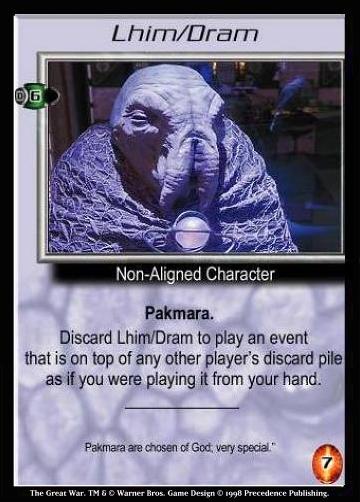 Lhim/Dram
0 6
Non-Aligned Character
Pakmara.
Discard Lhim/Dram to play an event
that is on top of any other player's discard pile
as if you were playing it from your hand.
Pakmara are chosen of God; very special."
7
The Great War. TM & © Warner Bros. Game Design © 1998 Precedence Publishing.